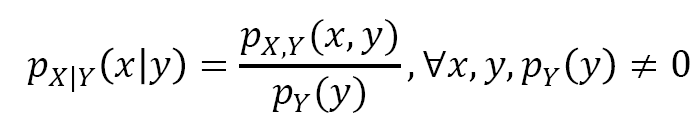 p_{X|Y}(x|y) = \frac{p_{X,Y}(x, y)}{p_Y(y)}, ∀x, y, p_Y(y) ≠ 0